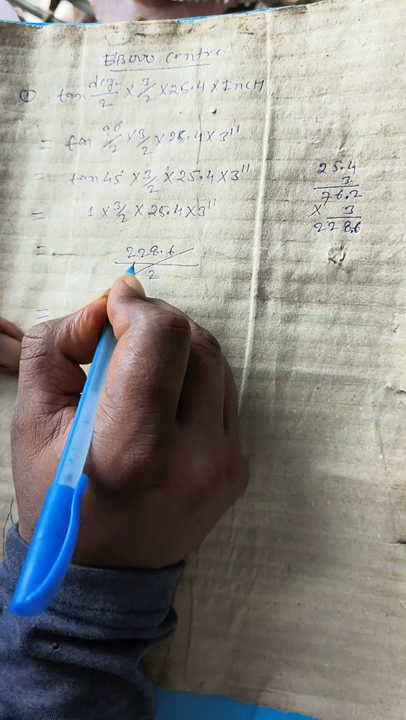 Elbow Centre
① tan deg./2 × 3/2 × 25.4 × Inch
= tan 90°/2 × 3/2 × 25.4 × 3"
= tan 45° × 3/2 × 25.4 × 3"
= 1 × 3/2 × 25.4 × 3"
= 228.6/2
=
25.4
3
76.2
× 3
228.6